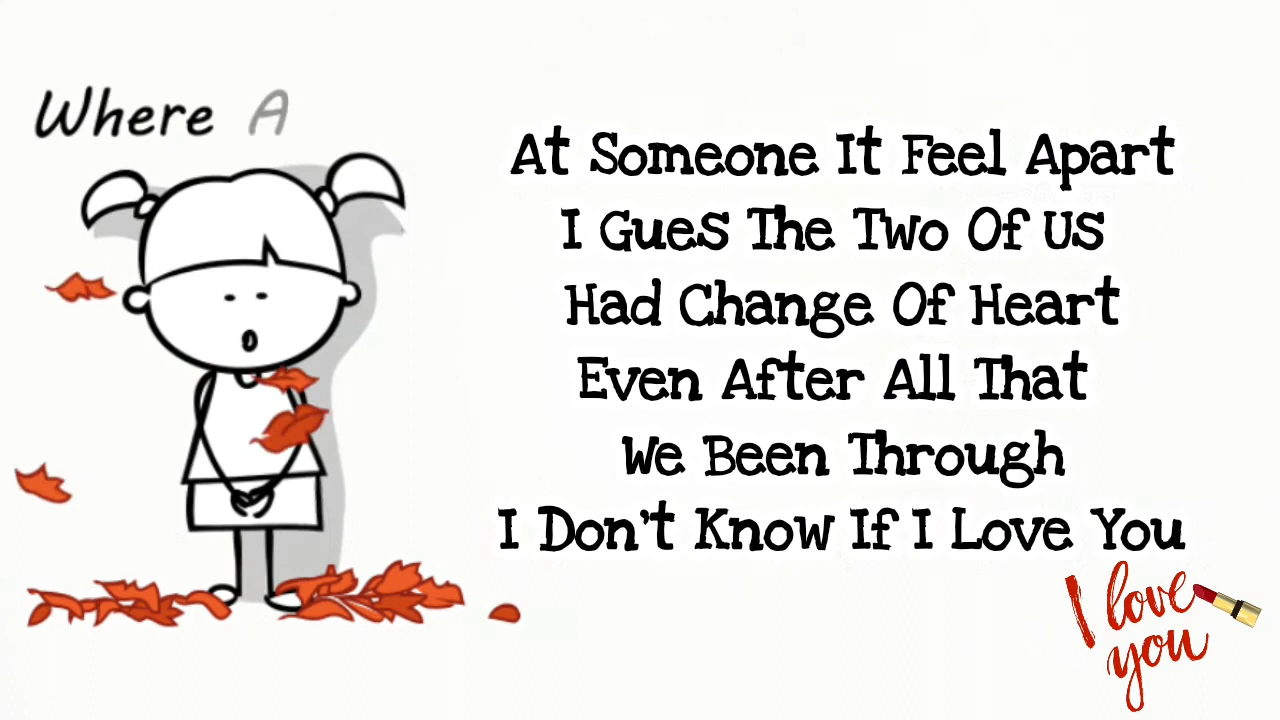 Where A
At Someone It Feel Apart
I Gues The Two Of Us
Had Change Of Heart
Even After All That
We Been Through
I Don't Know If I Love You
I love
you